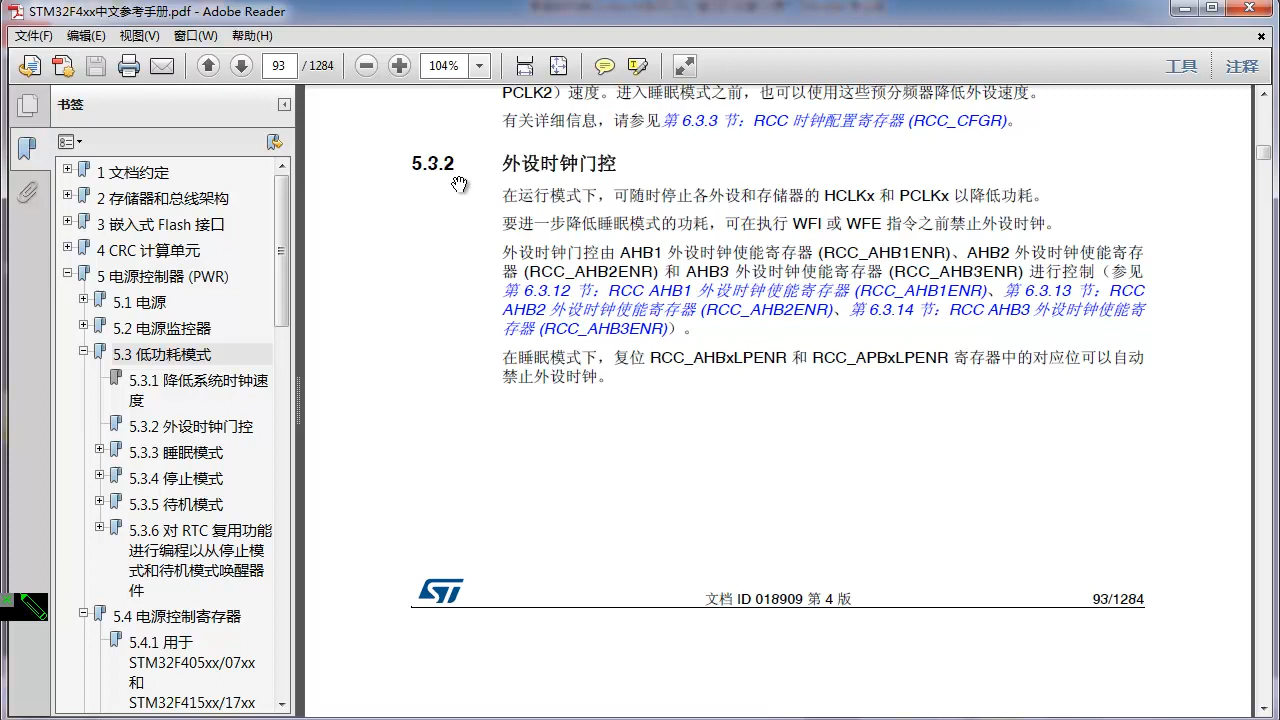 STM32F4xx中文参考手册.pdf - Adobe Reader
文件(F) 编辑(E) 视图(V) 窗口(W) 帮助(H)
93 / 1284 104% 工具 注释
书签
1 文档约定
2 存储器和总线架构
3 嵌入式 Flash 接口
4 CRC 计算单元
5 电源控制器 (PWR)
5.1 电源
5.2 电源监控器
5.3 低功耗模式
5.3.1 降低系统时钟速
度
5.3.2 外设时钟门控
5.3.3 睡眠模式
5.3.4 停止模式
5.3.5 待机模式
5.3.6 对 RTC 复用功能
进行编程以从停止模
式和待机模式唤醒器
件
5.4 电源控制寄存器
5.4.1 用于
STM32F405xx/07xx
和
STM32F415xx/17xx
PCLK2）速度。进入睡眠模式之前，也可以使用这些预分频器降低外设速度。
有关详细信息，请参见第 6.3.3 节：RCC 时钟配置寄存器 (RCC_CFGR)。
5.3.2 外设时钟门控
在运行模式下，可随时停止各外设和存储器的 HCLKx 和 PCLKx 以降低功耗。
要进一步降低睡眠模式的功耗，可在执行 WFI 或 WFE 指令之前禁止外设时钟。
外设时钟门控由 AHB1 外设时钟使能寄存器 (RCC_AHB1ENR)、AHB2 外设时钟使能寄存
器 (RCC_AHB2ENR) 和 AHB3 外设时钟使能寄存器 (RCC_AHB3ENR) 进行控制（参见
第 6.3.12 节：RCC AHB1 外设时钟使能寄存器 (RCC_AHB1ENR)、第 6.3.13 节：RCC
AHB2 外设时钟使能寄存器 (RCC_AHB2ENR)、第 6.3.14 节：RCC AHB3 外设时钟使能寄
存器 (RCC_AHB3ENR)）。
在睡眠模式下，复位 RCC_AHBxLPENR 和 RCC_APBxLPENR 寄存器中的对应位可以自动
禁止外设时钟。
ST 文档 ID 018909 第 4 版 93/1284